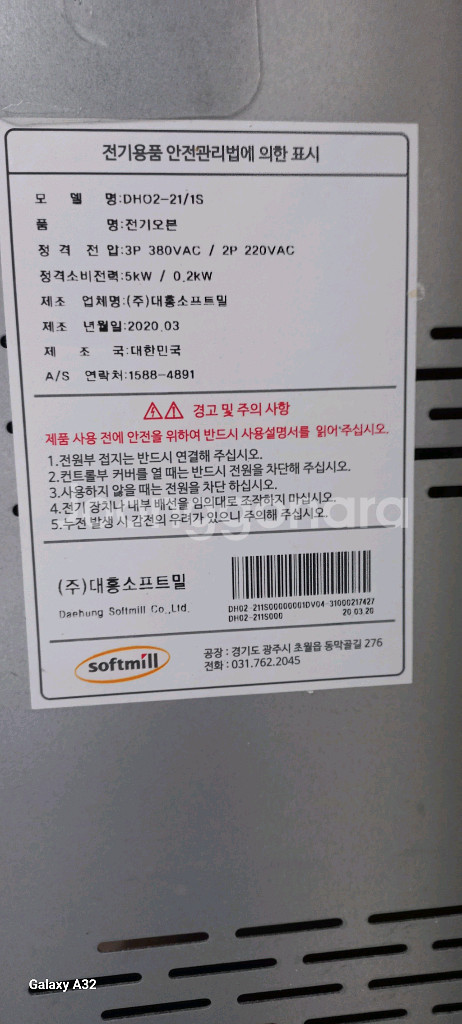 전기용품 안전관리법에 의한 표시
모 델 명:DHO2-21/1S
품 명:전기오븐
정 격 전 압:3P 380VAC / 2P 220VAC
정격소비전력:5kW / 0.2kW
제조 업체명:(주)대흥소프트밀
제조 년월일:2020.03
제 조 국:대한민국
A/S 연락처:1588-4891
경고 및 주의 사항
제품 사용 전에 안전을 위하여 반드시 사용설명서를 읽어 주십시오.
1.전원부 접지는 반드시 연결해 주십시오.
2.컨트롤부 커버를 열 때는 반드시 전원을 차단해 주십시오.
3.사용하지 않을 때는 전원을 차단 하십시오.
4.전기 장치나 내부 배선을 임의대로 조작하지 마십시오.
5.누전 발생 시 감전의 우려가 있으니 주의해 주십시오.
(주)대흥소프트밀
Daehung Softmill Co.,Ltd.
DH02-211S00000001DV04-31000217427
DH02-211S000 20 03.20
softmill
공장 : 경기도 광주시 초월읍 동막골길 276
전화 : 031.762.2045
Galaxy A32